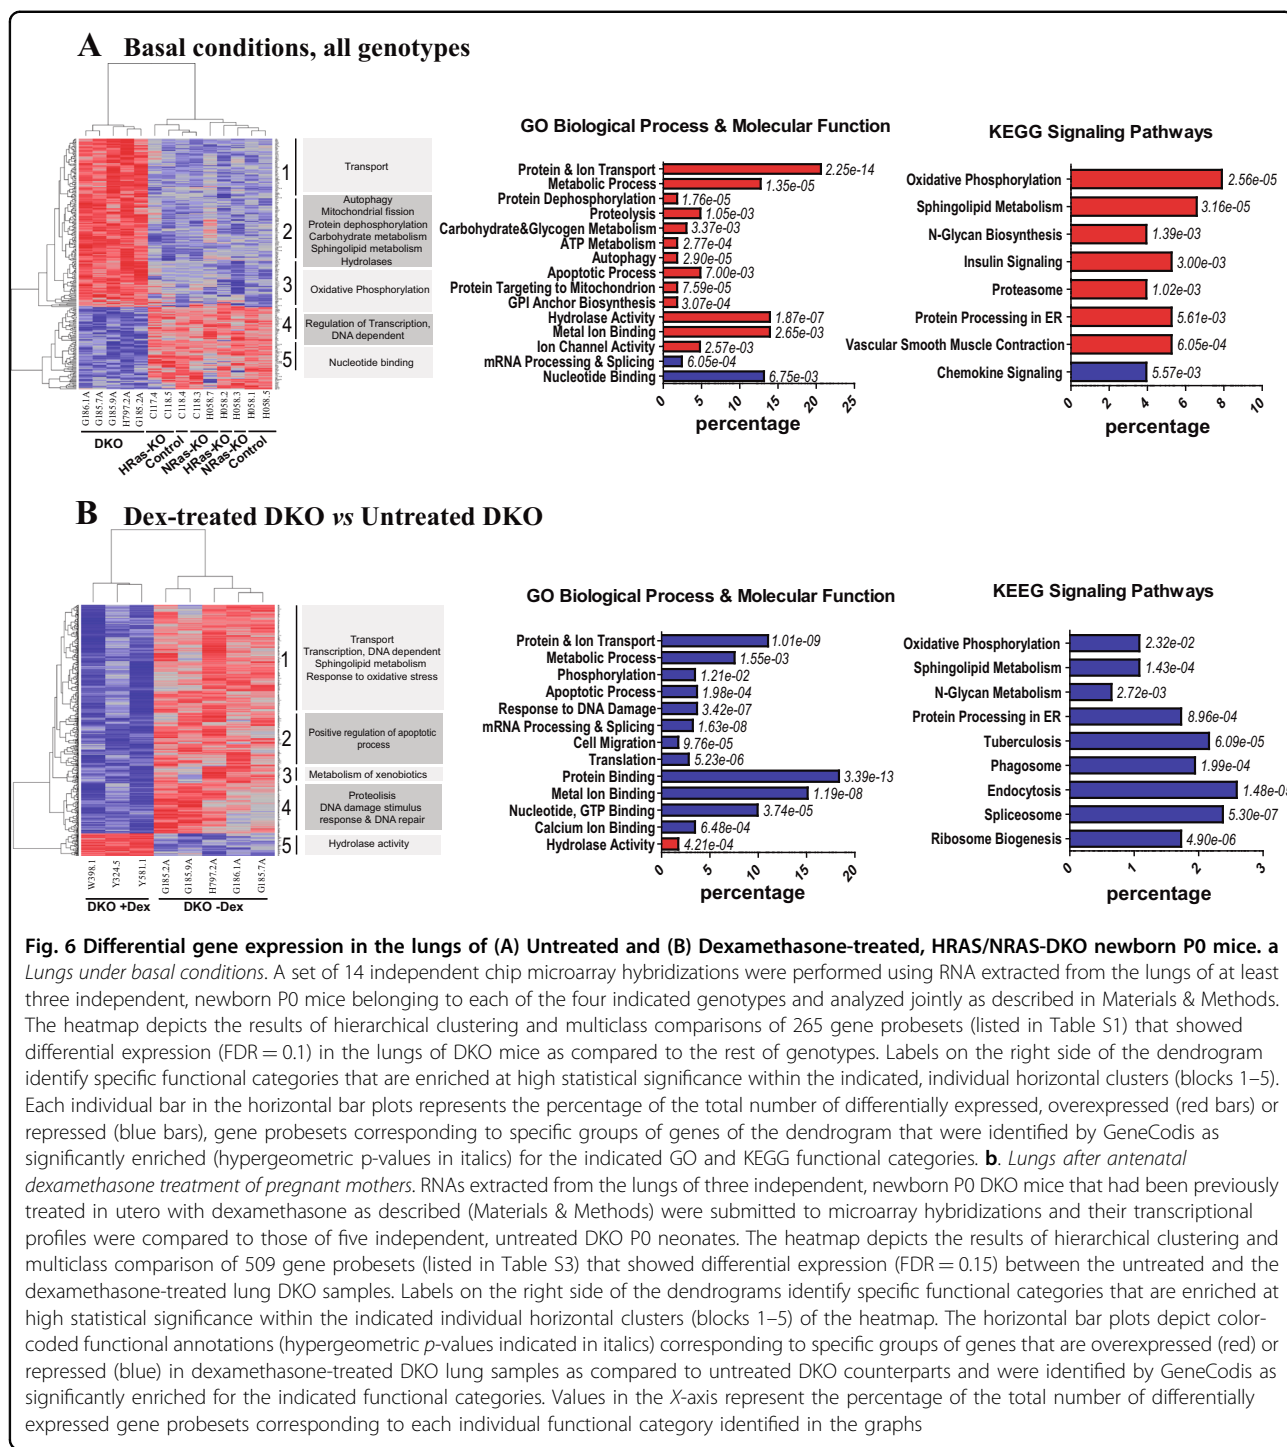 A Basal conditions, all genotypes
1
2
3
4
5
Transport
Autophagy
Mitochondrial fission
Protein dephosphorylation
Carbohydrate metabolism
Sphingolipid metabolism
Hydrolases
Oxidative Phosphorylation
Regulation of Transcription,
DNA dependent
Nucleotide binding
G186.1A
G185.7A
G185.9A
H797.2A
G185.2A
C117.4
C118.5
C118.4
C118.3
H058.7
H058.2
H058.3
H058.1
H058.5
DKO
HRas-KO
Control
NRas-KO
HRas-KO
NRas-KO
Control
GO Biological Process & Molecular Function
Protein & Ion Transport 2.25e-14
Metabolic Process 1.35e-05
Protein Dephosphorylation 1.76e-05
Proteolysis 1.05e-03
Carbohydrate&Glycogen Metabolism 3.37e-03
ATP Metabolism 2.77e-04
Autophagy 2.90e-05
Apoptotic Process 7.00e-03
Protein Targeting to Mitochondrion 7.59e-05
GPI Anchor Biosynthesis 3.07e-04
Hydrolase Activity 1.87e-07
Metal Ion Binding 2.65e-03
Ion Channel Activity 2.57e-03
mRNA Processing & Splicing 6.05e-04
Nucleotide Binding 6.75e-03
0 5 10 15 20 25
percentage
KEGG Signaling Pathways
Oxidative Phosphorylation 2.56e-05
Sphingolipid Metabolism 3.16e-05
N-Glycan Biosynthesis 1.39e-03
Insulin Signaling 3.00e-03
Proteasome 1.02e-03
Protein Processing in ER 5.61e-03
Vascular Smooth Muscle Contraction 6.05e-04
Chemokine Signaling 5.57e-03
0 2 4 6 8 10
percentage
B Dex-treated DKO vs Untreated DKO
1
2
3
4
5
Transport
Transcription, DNA dependent
Sphingolipid metabolism
Response to oxidative stress
Positive regulation of apoptotic
process
Metabolism of xenobiotics
Proteolisis
DNA damage stimulus
response & DNA repair
Hydrolase activity
W398.1
Y324.5
Y581.1
G185.2A
G185.9A
H797.2A
G186.1A
G185.7A
DKO +Dex
DKO -Dex
GO Biological Process & Molecular Function
Protein & Ion Transport 1.01e-09
Metabolic Process 1.55e-03
Phosphorylation 1.21e-02
Apoptotic Process 1.98e-04
Response to DNA Damage 3.42e-07
mRNA Processing & Splicing 1.63e-08
Cell Migration 9.76e-05
Translation 5.23e-06
Protein Binding 3.39e-13
Metal Ion Binding 1.19e-08
Nucleotide, GTP Binding 3.74e-05
Calcium Ion Binding 6.48e-04
Hydrolase Activity 4.21e-04
0 5 10 15 20
percentage
KEEG Signaling Pathways
Oxidative Phosphorylation 2.32e-02
Sphingolipid Metabolism 1.43e-04
N-Glycan Metabolism 2.72e-03
Protein Processing in ER 8.96e-04
Tuberculosis 6.09e-05
Phagosome 1.99e-04
Endocytosis 1.48e-05
Spliceosome 5.30e-07
Ribosome Biogenesis 4.90e-06
0 1 2 3
percentage
Fig. 6 Differential gene expression in the lungs of (A) Untreated and (B) Dexamethasone-treated, HRAS/NRAS-DKO newborn P0 mice. a
Lungs under basal conditions. A set of 14 independent chip microarray hybridizations were performed using RNA extracted from the lungs of at least
three independent, newborn P0 mice belonging to each of the four indicated genotypes and analyzed jointly as described in Materials & Methods.
The heatmap depicts the results of hierarchical clustering and multiclass comparisons of 265 gene probesets (listed in Table S1) that showed
differential expression (FDR = 0.1) in the lungs of DKO mice as compared to the rest of genotypes. Labels on the right side of the dendrogram
identify specific functional categories that are enriched at high statistical significance within the indicated, individual horizontal clusters (blocks 1–5).
Each individual bar in the horizontal bar plots represents the percentage of the total number of differentially expressed, overexpressed (red bars) or
repressed (blue bars), gene probesets corresponding to specific groups of genes of the dendrogram that were identified by GeneCodis as
significantly enriched (hypergeometric p-values in italics) for the indicated GO and KEGG functional categories. b. Lungs after antenatal
dexamethasone treatment of pregnant mothers. RNAs extracted from the lungs of three independent, newborn P0 DKO mice that had been previously
treated in utero with dexamethasone as described (Materials & Methods) were submitted to microarray hybridizations and their transcriptional
profiles were compared to those of five independent, untreated DKO P0 neonates. The heatmap depicts the results of hierarchical clustering and
multiclass comparison of 509 gene probesets (listed in Table S3) that showed differential expression (FDR = 0.15) between the untreated and the
dexamethasone-treated lung DKO samples. Labels on the right side of the dendrograms identify specific functional categories that are enriched at
high statistical significance within the indicated individual horizontal clusters (blocks 1–5) of the heatmap. The horizontal bar plots depict color-
coded functional annotations (hypergeometric p-values indicated in italics) corresponding to specific groups of genes that are overexpressed (red) or
repressed (blue) in dexamethasone-treated DKO lung samples as compared to untreated DKO counterparts and were identified by GeneCodis as
significantly enriched for the indicated functional categories. Values in the X-axis represent the percentage of the total number of differentially
expressed gene probesets corresponding to each individual functional category identified in the graphs